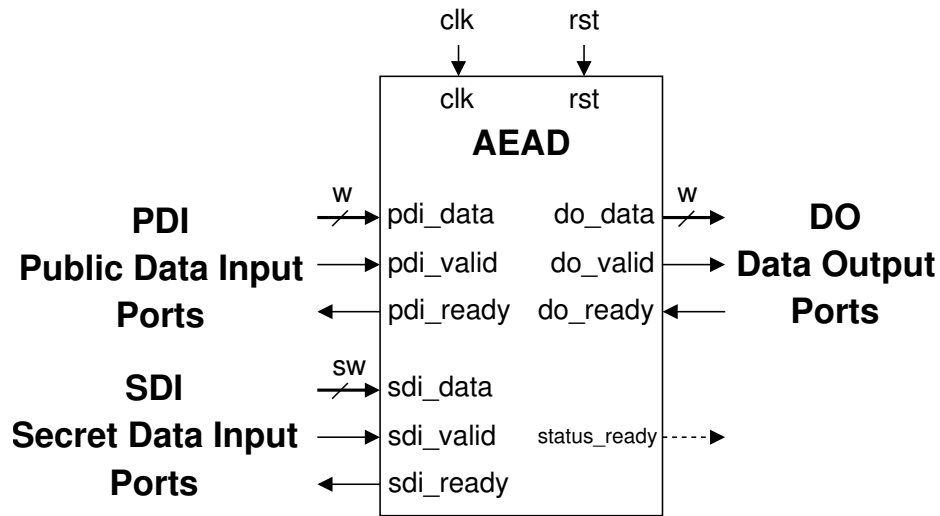 clk rst
clk rst
AEAD
w
pdi_data
pdi_valid
pdi_ready
PDI
Public Data Input
Ports
sw
sdi_data
sdi_valid
sdi_ready
SDI
Secret Data Input
Ports
do_data
do_valid
do_ready
w
DO
Data Output
Ports
status_ready